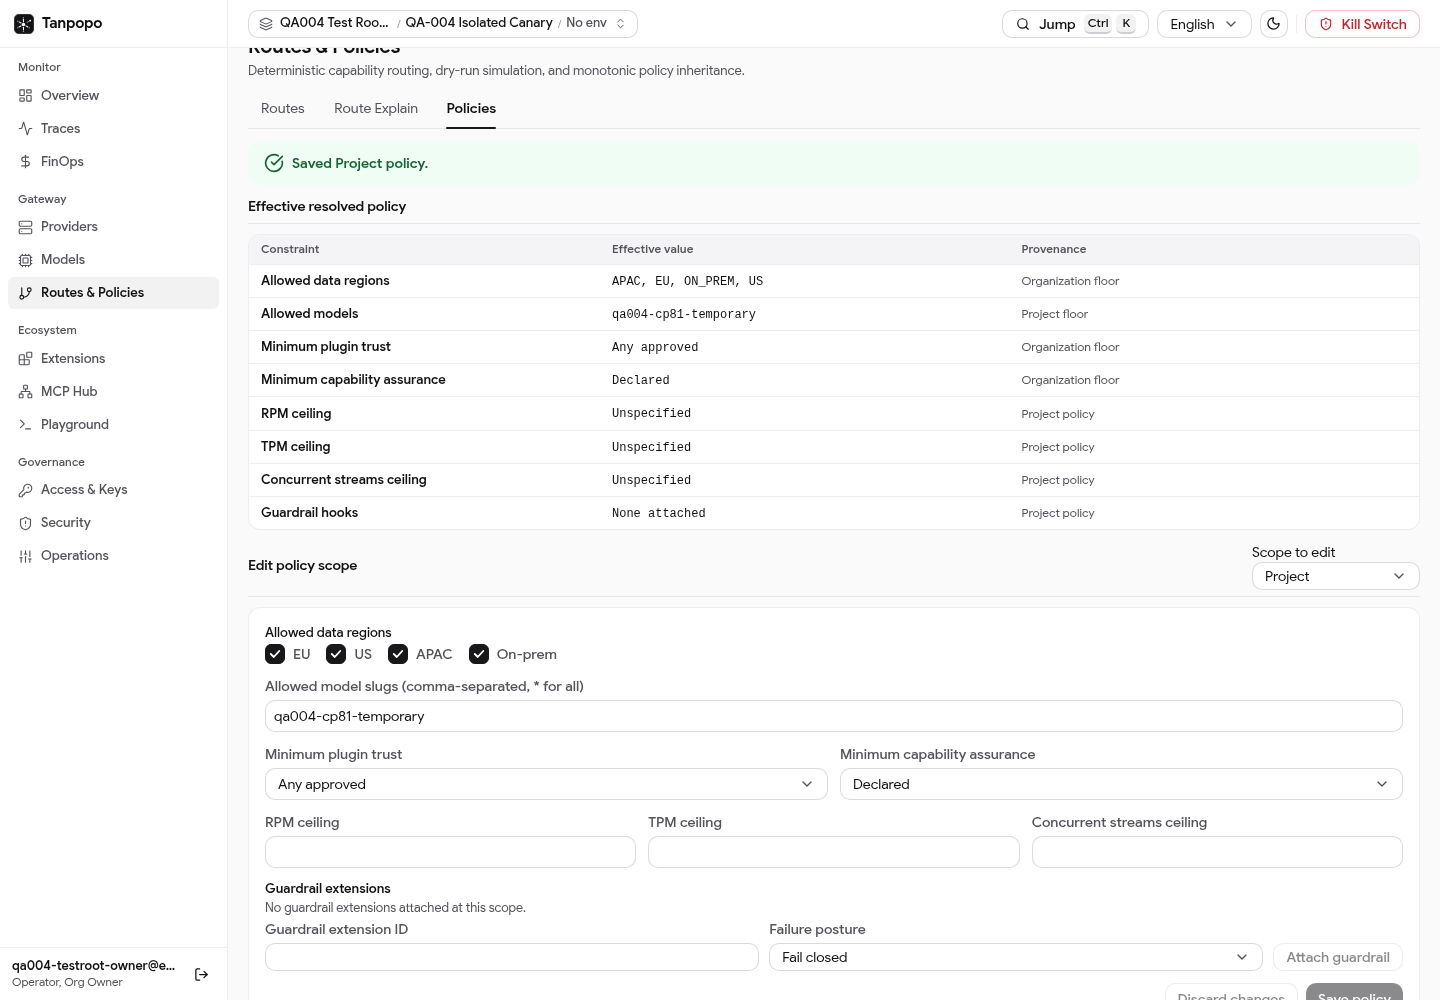 Tanpopo
QA004 Test Roo... / QA-004 Isolated Canary / No env
Jump Ctrl K
English
Kill Switch
Monitor
Overview
Traces
FinOps
Gateway
Providers
Models
Routes & Policies
Ecosystem
Extensions
MCP Hub
Playground
Governance
Access & Keys
Security
Operations
qa004-testroot-owner@e...
Operator, Org Owner
Routes & Policies
Deterministic capability routing, dry-run simulation, and monotonic policy inheritance.
Routes Route Explain Policies
Saved Project policy.
Effective resolved policy
Constraint Effective value Provenance
Allowed data regions APAC, EU, ON_PREM, US Organization floor
Allowed models qa004-cp81-temporary Project floor
Minimum plugin trust Any approved Organization floor
Minimum capability assurance Declared Organization floor
RPM ceiling Unspecified Project policy
TPM ceiling Unspecified Project policy
Concurrent streams ceiling Unspecified Project policy
Guardrail hooks None attached Project policy
Edit policy scope
Scope to edit
Project
Allowed data regions
EU US APAC On-prem
Allowed model slugs (comma-separated, * for all)
qa004-cp81-temporary
Minimum plugin trust Minimum capability assurance
Any approved Declared
RPM ceiling TPM ceiling Concurrent streams ceiling
Guardrail extensions
No guardrail extensions attached at this scope.
Guardrail extension ID Failure posture
Fail closed Attach guardrail
Discard changes Save policy